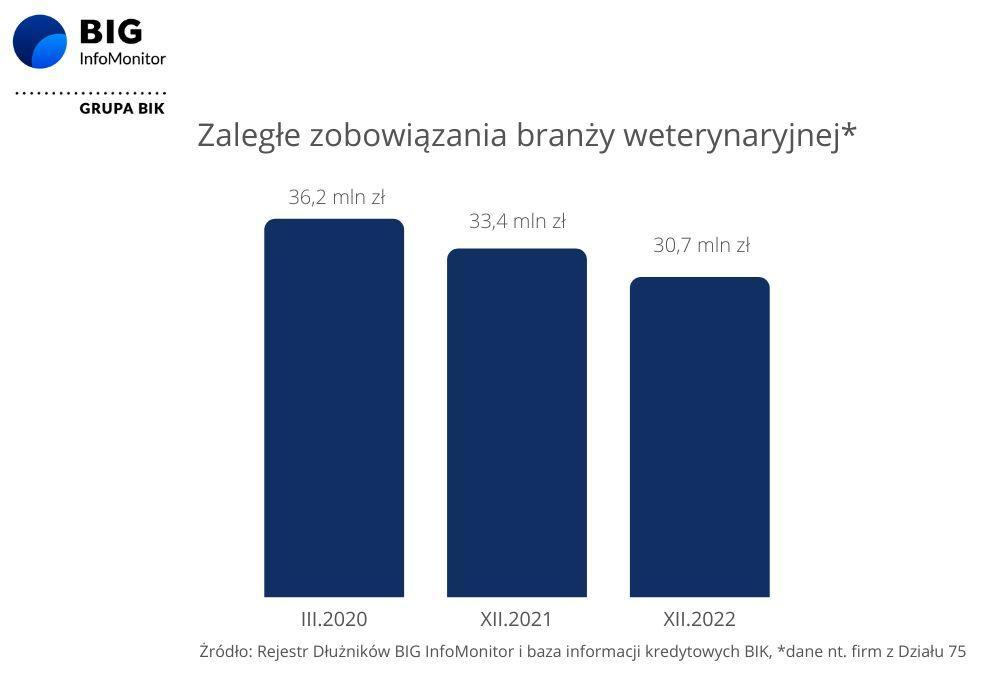 BIG
InfoMonitor
GRUPA BIK
Zaległe zobowiązania branży weterynaryjnej*
36,2 mln zł
33,4 mln zł
30,7 mln zł
III.2020
XII.2021
XII.2022
Źródło: Rejestr Dłużników BIG InfoMonitor i baza informacji kredytowych BIK, *dane nt. firm z Działu 75